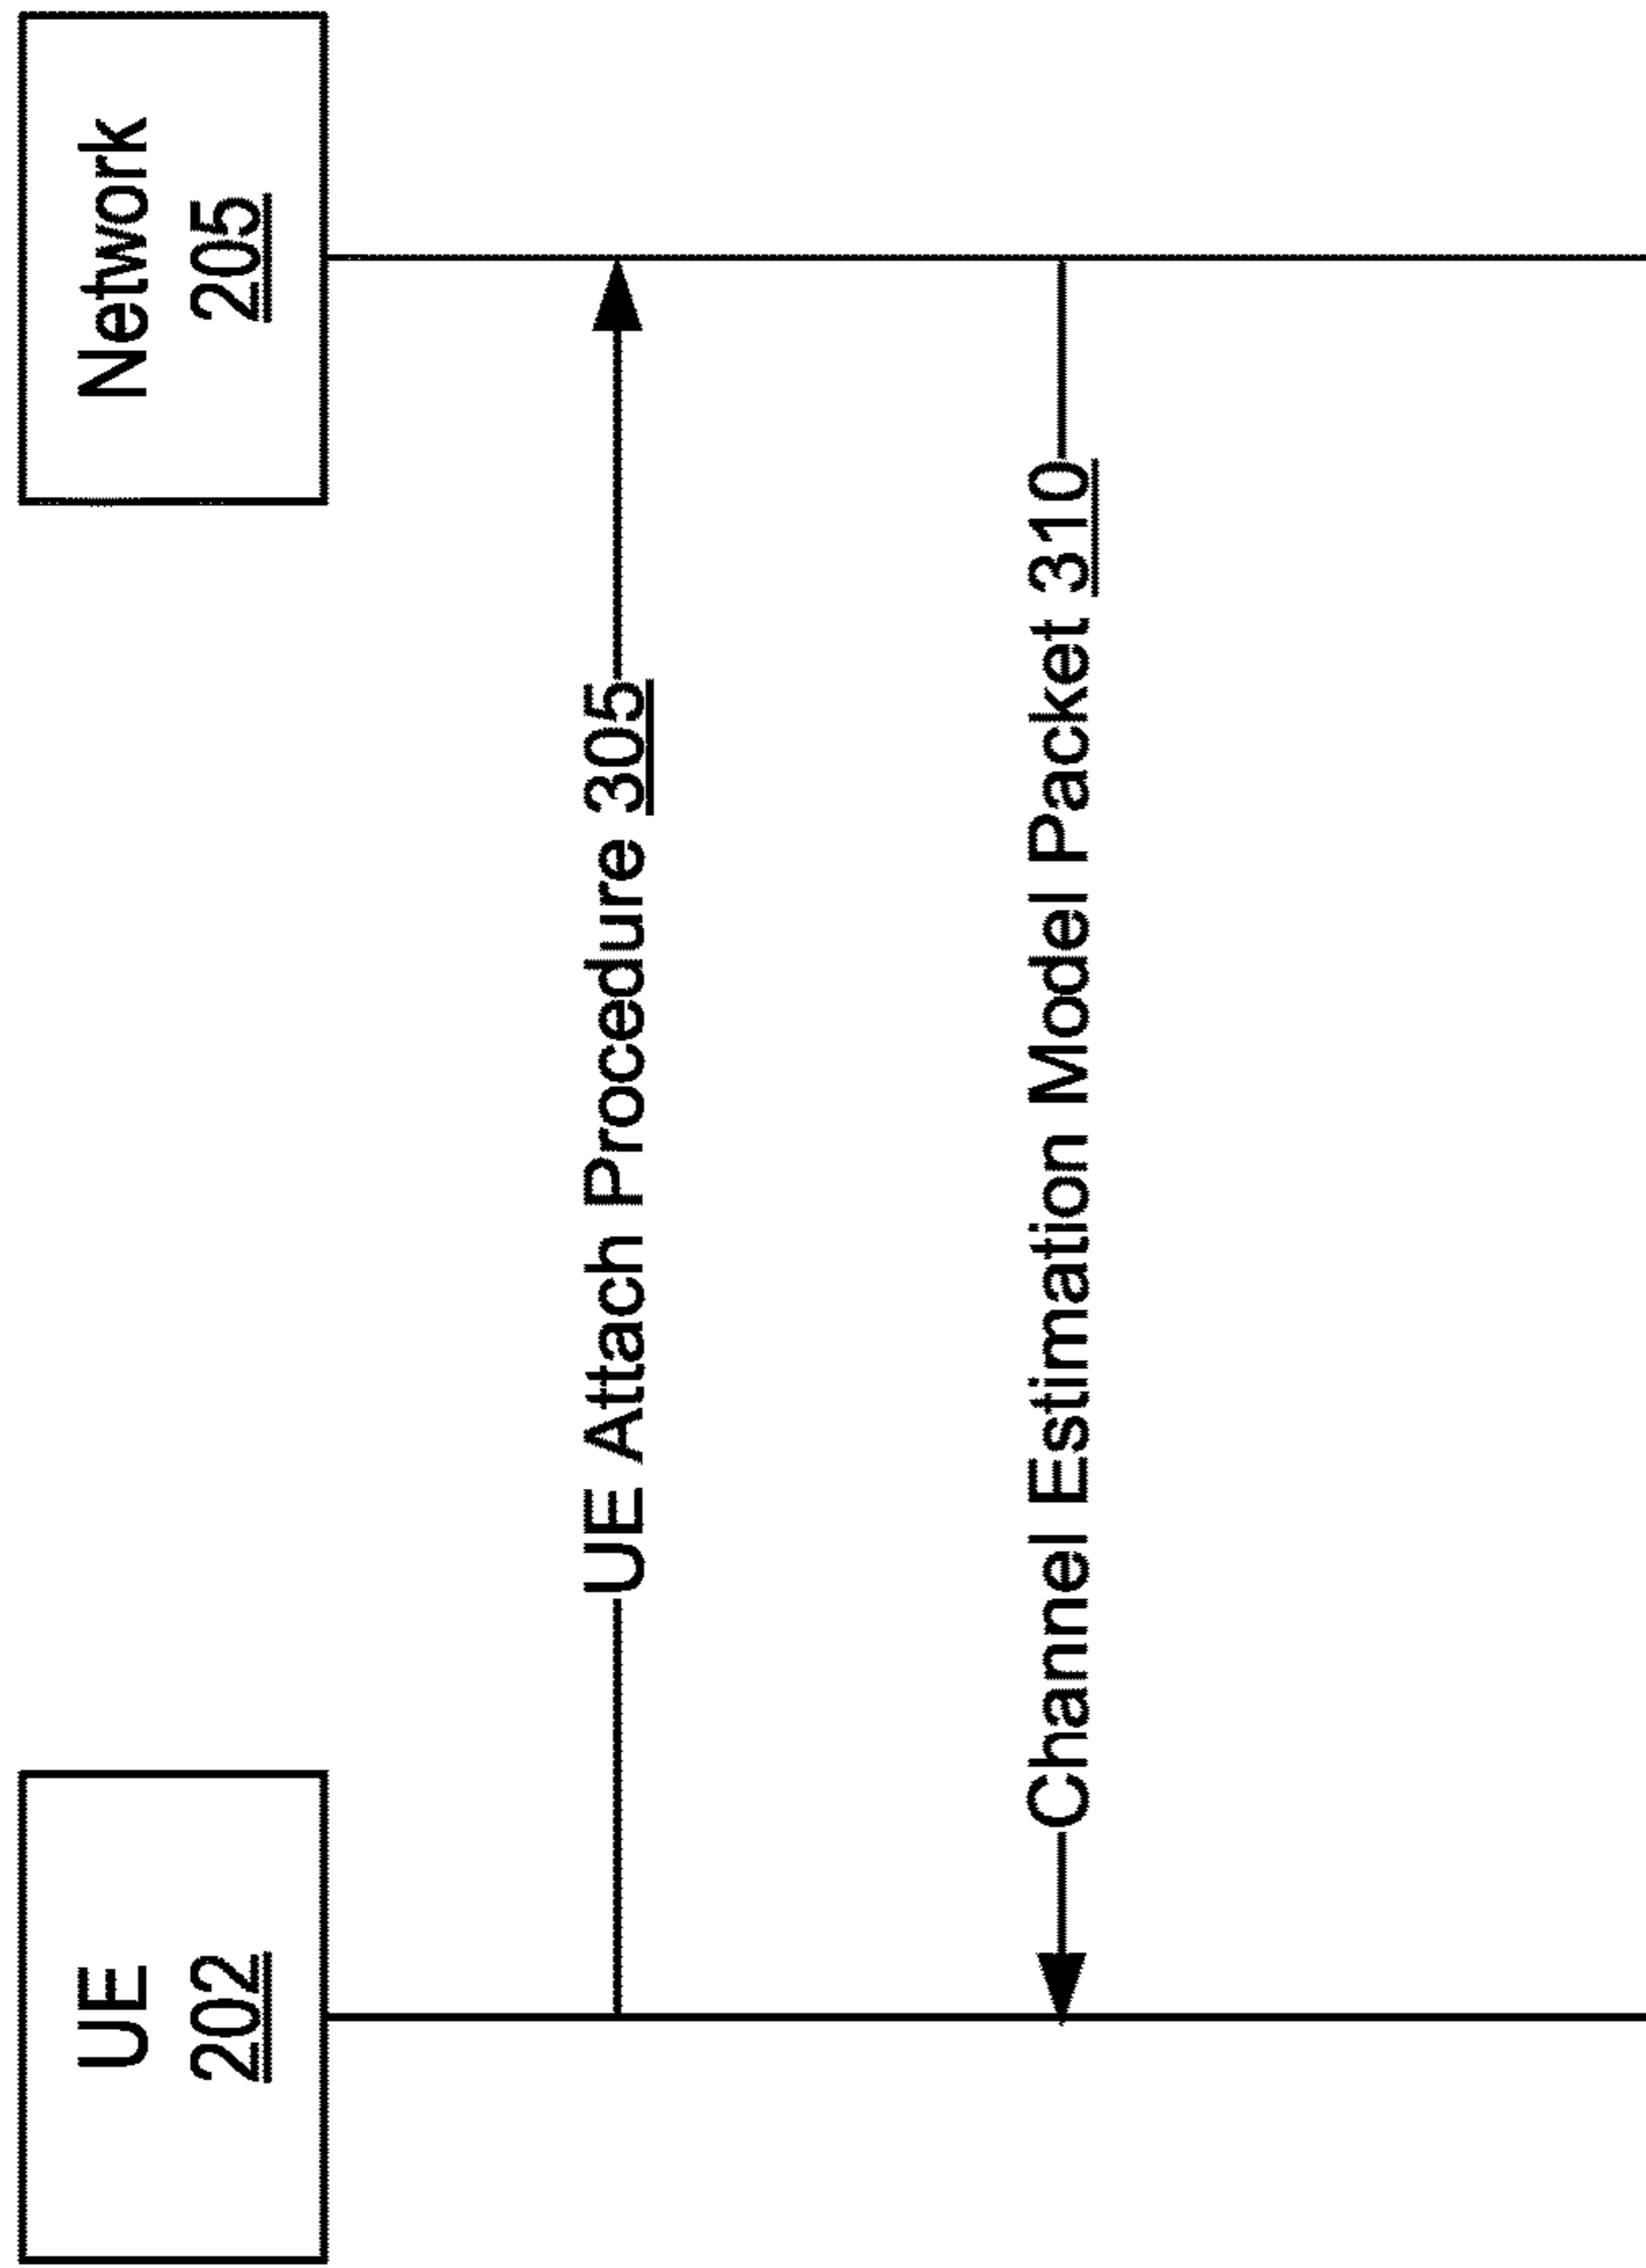 UE
202
Network
205
UE Attach Procedure 305
Channel Estimation Model Packet 310